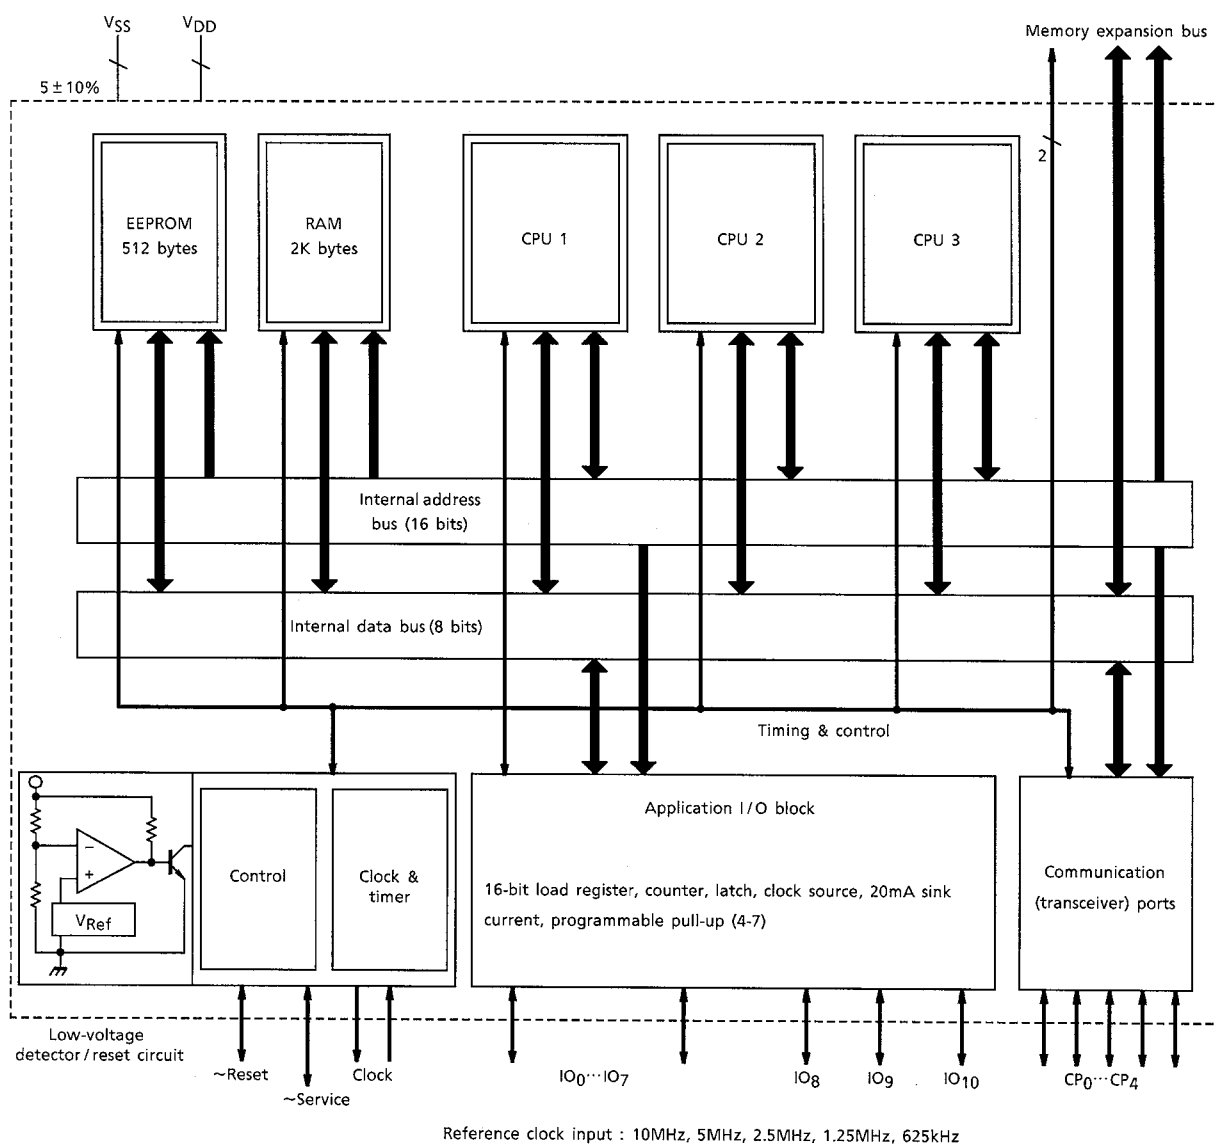 VSS VDD
Memory expansion bus
5±10%
2
EEPROM
512 bytes
RAM
2K bytes
CPU 1
CPU 2
CPU 3
Internal address
bus (16 bits)
Internal data bus (8 bits)
Timing & control
Application I/O block
16-bit load register, counter, latch, clock source, 20mA sink
current, programmable pull-up (4-7)
Communication
(transceiver) ports
Control
Clock &
timer
−
+
VRef
Low-voltage
detector/reset circuit
~Reset
~Service
Clock
IO0···IO7
IO8
IO9
IO10
CP0···CP4
Reference clock input : 10MHz, 5MHz, 2.5MHz, 1.25MHz, 625kHz